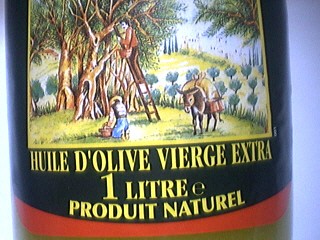 HUILE D'OLIVE VIERGE EXTRA
1 LITRE ℮
PRODUIT NATUREL